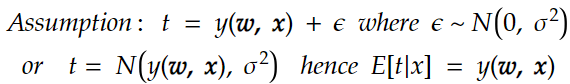 Assumption : t = y(w, x) + ϵ where ϵ ~ N(0, σ²)
or t = N(y(w, x), σ²) hence E[t|x] = y(w, x)